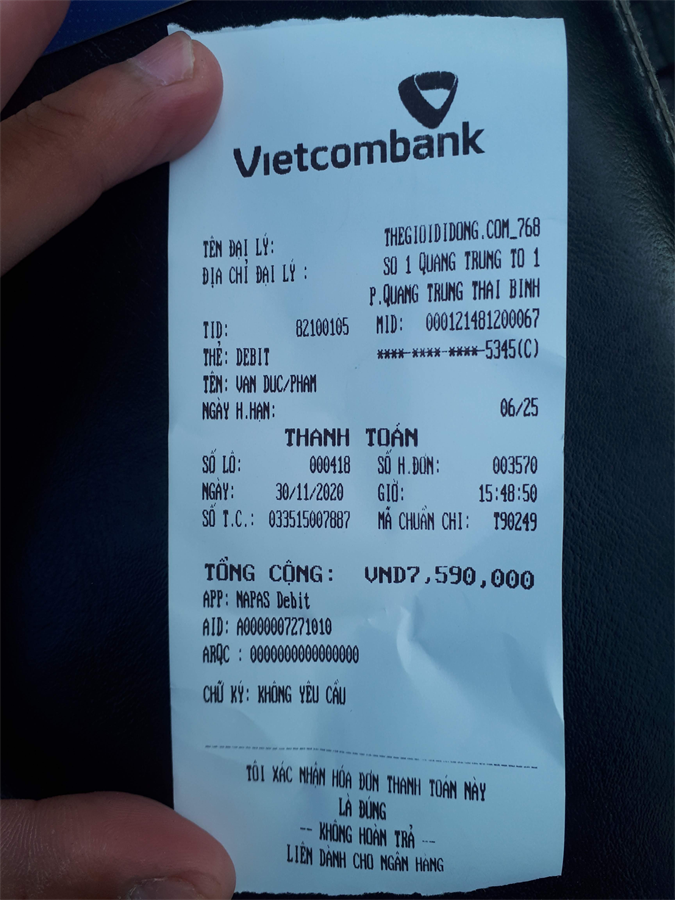 Vietcombank
TÊN ĐẠI LÝ: THEGIOIDIDONG.COM_768
ĐỊA CHỈ ĐẠI LÝ : SO 1 QUANG TRUNG TO 1
P.QUANG TRUNG THAI BINH
TID: 82100105 MID: 000121481200067
THẺ: DEBIT ****-****-****-5345(C)
TÊN: VAN DUC/PHAM
NGÀY H.HẠN: 06/25
THANH TOÁN
SỐ LÔ: 000418 SỐ H.ĐƠN: 003570
NGÀY: 30/11/2020 GIỜ: 15:48:50
SỐ T.C.: 033515007887 MÃ CHUẨN CHI: T90249
TỔNG CỘNG: VND7,590,000
APP: NAPAS Debit
AID: A0000007271010
ARQC : 0000000000000000
CHỮ KÝ: KHÔNG YÊU CẦU
TÔI XÁC NHẬN HÓA ĐƠN THANH TOÁN NÀY
LÀ ĐÚNG
-- KHÔNG HOÀN TRẢ --
LIÊN DÀNH CHO NGÂN HÀNG